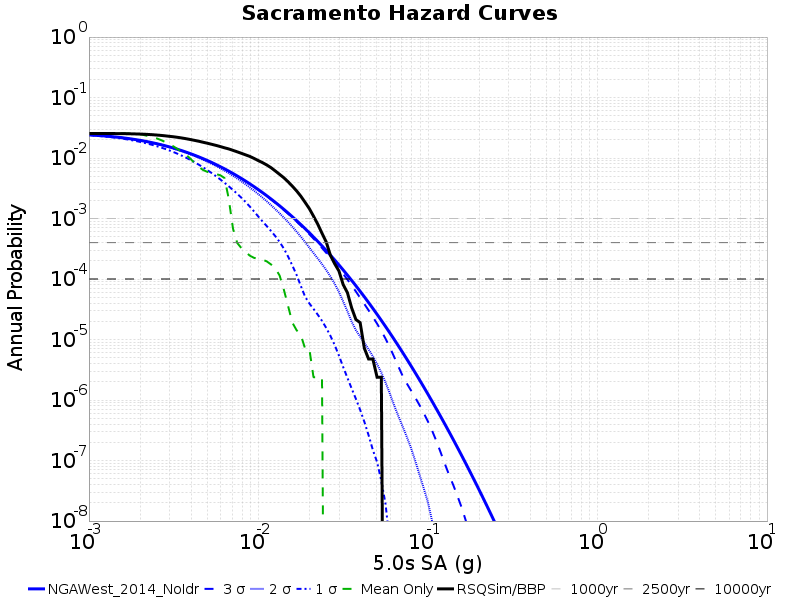 Sacramento Hazard Curves
10^0
10^-1
10^-2
10^-3
10^-4
10^-5
10^-6
10^-7
10^-8
Annual Probability
10^-3 10^-2 10^-1 10^0 10^1
5.0s SA (g)
NGAWest_2014_NoIdr 3 σ 2 σ 1 σ Mean Only RSQSim/BBP 1000yr 2500yr 10000yr